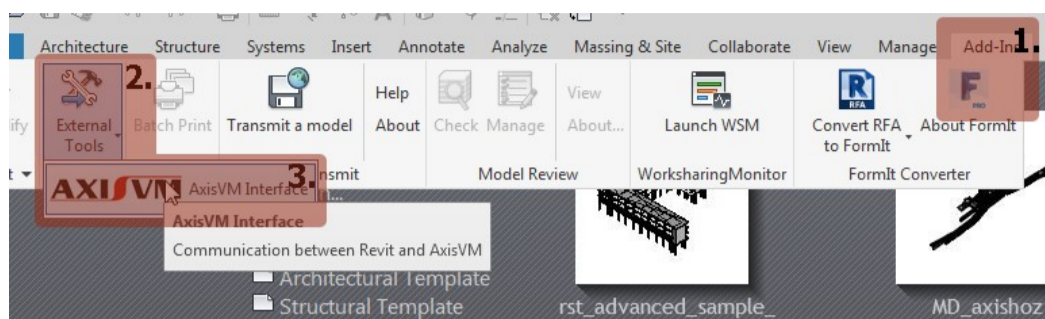 Architecture Structure Systems Insert Annotate Analyze Massing & Site Collaborate View Manage Add-Ins 1.
2.
Help View RFA F PRO
ify External Batch Print Transmit a model About Check Manage About... Launch WSM Convert RFA About FormIt
Tools to FormIt
nsmit Model Review WorksharingMonitor FormIt Converter
AXISVM AxisVM Interface 3.
AxisVM Interface
Communication between Revit and AxisVM
Architectural Template
Structural Template rst_advanced_sample_ MD_axishoz